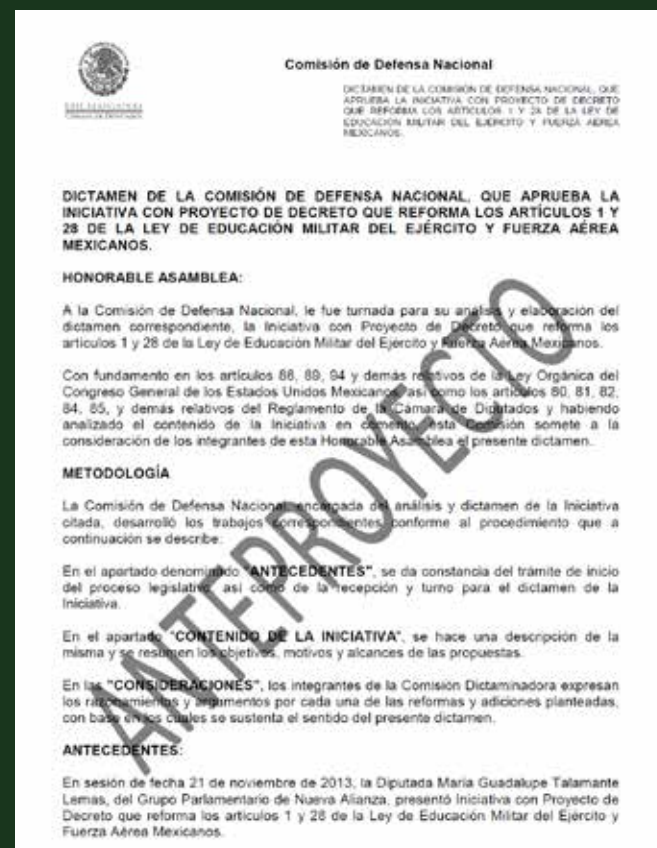 Comisión de Defensa Nacional
DICTAMEN DE LA COMISIÓN DE DEFENSA NACIONAL, QUE
APRUEBA LA INICIATIVA CON PROYECTO DE DECRETO
QUE REFORMA LOS ARTÍCULOS 1 Y 28 DE LA LEY DE
EDUCACIÓN MILITAR DEL EJÉRCITO Y FUERZA AÉREA
MEXICANOS.
DICTAMEN DE LA COMISIÓN DE DEFENSA NACIONAL, QUE APRUEBA LA
INICIATIVA CON PROYECTO DE DECRETO QUE REFORMA LOS ARTÍCULOS 1 Y
28 DE LA LEY DE EDUCACIÓN MILITAR DEL EJÉRCITO Y FUERZA AÉREA
MEXICANOS.
HONORABLE ASAMBLEA:
A la Comisión de Defensa Nacional, le fue turnada para su análisis y elaboración del
dictamen correspondiente, la Iniciativa con Proyecto de Decreto que reforma los
artículos 1 y 28 de la Ley de Educación Militar del Ejército y Fuerza Aérea Mexicanos.
Con fundamento en los artículos 86, 89, 94 y demás relativos de la Ley Orgánica del
Congreso General de los Estados Unidos Mexicanos, así como los artículos 80, 81, 82,
84, 85, y demás relativos del Reglamento de la Cámara de Diputados y habiendo
analizado el contenido de la Iniciativa en comento, esta Comisión somete a la
consideración de los integrantes de esta Honorable Asamblea el presente dictamen.
METODOLOGÍA
La Comisión de Defensa Nacional, encargada del análisis y dictamen de la Iniciativa
citada, desarrolló los trabajos correspondientes conforme al procedimiento que a
continuación se describe:
En el apartado denominado "ANTECEDENTES", se da constancia del trámite de inicio
del proceso legislativo, así como de la recepción y turno para el dictamen de la
Iniciativa.
En el apartado "CONTENIDO DE LA INICIATIVA", se hace una descripción de la
misma y se resumen los objetivos, motivos y alcances de las propuestas.
En las "CONSIDERACIONES", los integrantes de la Comisión Dictaminadora expresan
los razonamientos y argumentos por cada una de las reformas y adiciones planteadas,
con base en los cuales se sustenta el sentido del presente dictamen.
ANTECEDENTES:
En sesión de fecha 21 de noviembre de 2013, la Diputada María Guadalupe Talamante
Lemas, del Grupo Parlamentario de Nueva Alianza, presentó Iniciativa con Proyecto de
Decreto que reforma los artículos 1 y 28 de la Ley de Educación Militar del Ejército y
Fuerza Aérea Mexicanos.
ANTEPROYECTO